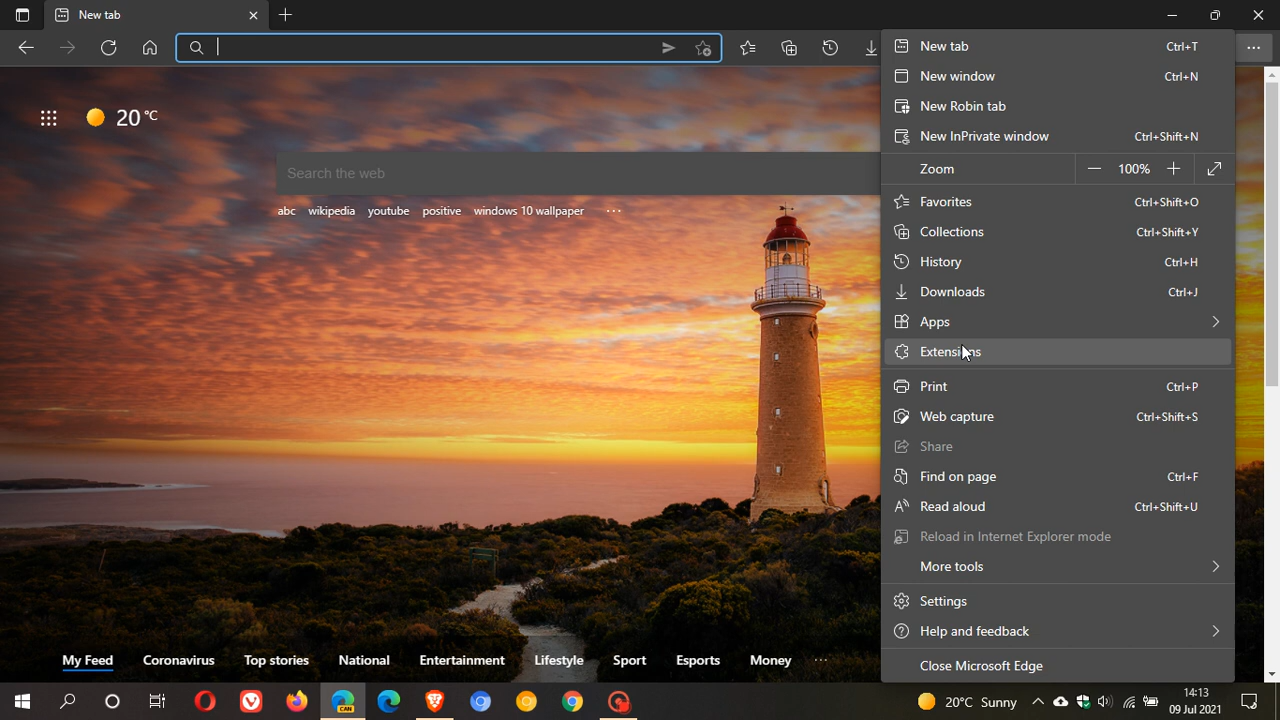 New tab
New tab Ctrl+T
New window Ctrl+N
New Robin tab
New InPrivate window Ctrl+Shift+N
Zoom 100%
Favorites Ctrl+Shift+O
Collections Ctrl+Shift+Y
History Ctrl+H
Downloads Ctrl+J
Apps
Extensions
Print Ctrl+P
Web capture Ctrl+Shift+S
Share
Find on page Ctrl+F
Read aloud Ctrl+Shift+U
Reload in Internet Explorer mode
More tools
Settings
Help and feedback
Close Microsoft Edge
20 °C
Search the web
abc wikipedia youtube positive windows 10 wallpaper ...
My Feed Coronavirus Top stories National Entertainment Lifestyle Sport Esports Money ...
CAN
20°C Sunny
14:13
09 Jul 2021